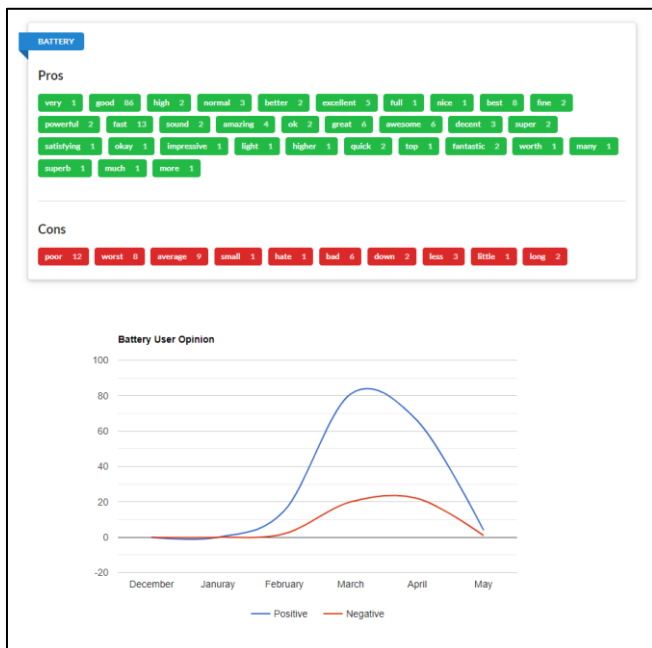 BATTERY
Pros
very 1 good 86 high 2 normal 3 better 2 excellent 5 full 1 nice 1 best 8 fine 2
powerful 2 fast 13 sound 2 amazing 4 ok 2 great 6 awesome 6 decent 3 super 2
satisfying 1 okay 1 impressive 1 light 1 higher 1 quick 2 top 1 fantastic 2 worth 1 many 1
superb 1 much 1 more 1
Cons
poor 12 worst 8 average 9 small 1 hate 1 bad 6 down 2 less 3 little 1 long 2
Battery User Opinion
100
80
60
40
20
0
-20
December Januray February March April May
Positive Negative